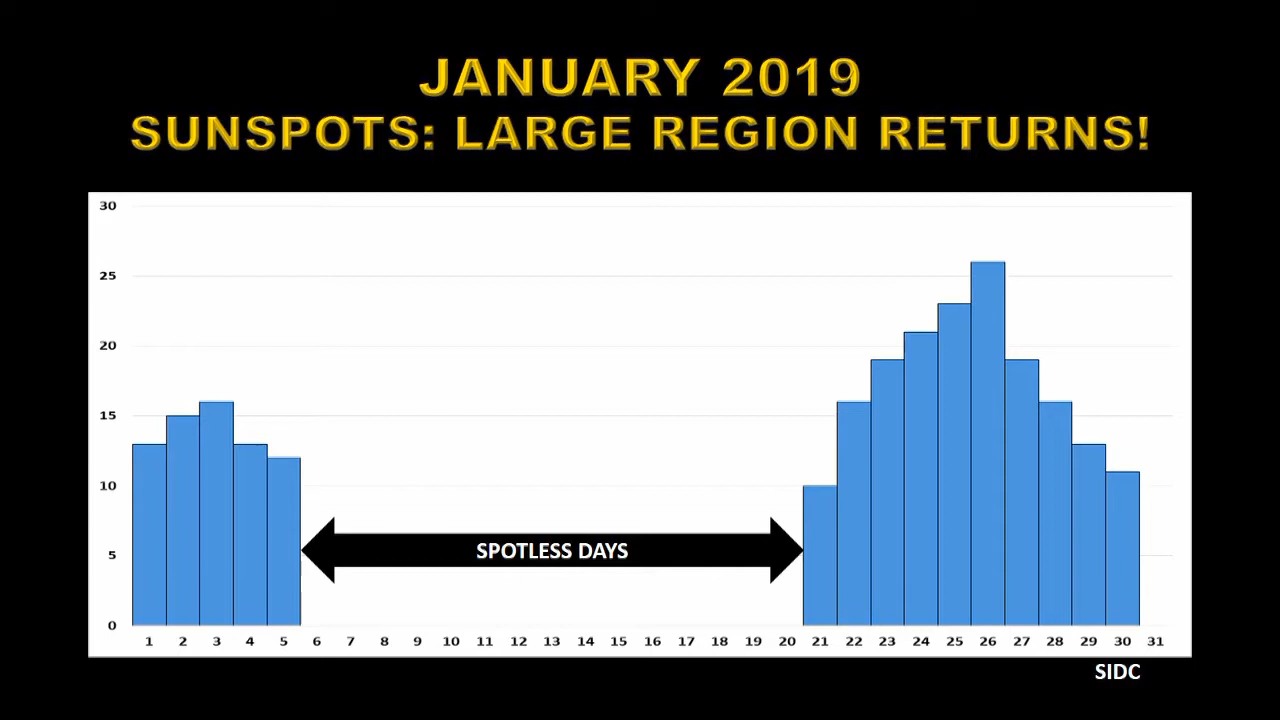 JANUARY 2019
SUNSPOTS: LARGE REGION RETURNS!
30
25
20
15
10
5
0
SPOTLESS DAYS
1 2 3 4 5 6 7 8 9 10 11 12 13 14 15 16 17 18 19 20 21 22 23 24 25 26 27 28 29 30 31
SIDC